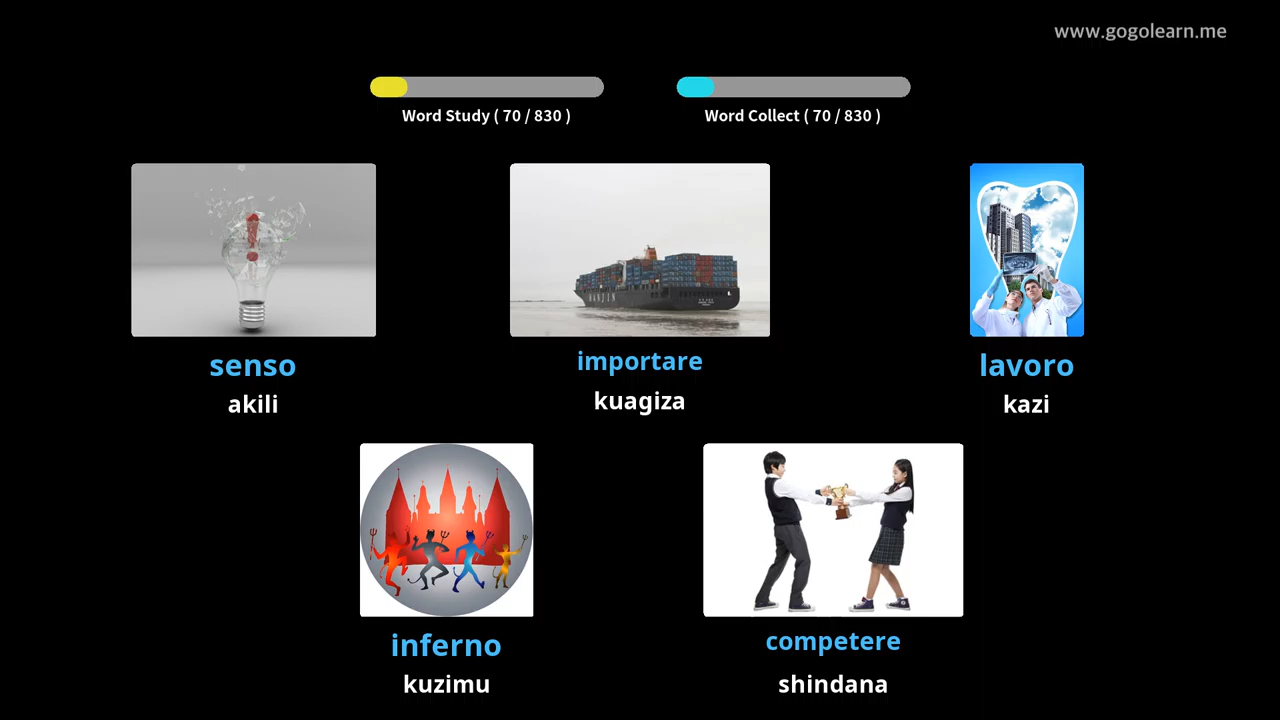 www.gogolearn.me
Word Study ( 70 / 830 )
Word Collect ( 70 / 830 )
senso
akili
importare
kuagiza
lavoro
kazi
inferno
kuzimu
competere
shindana